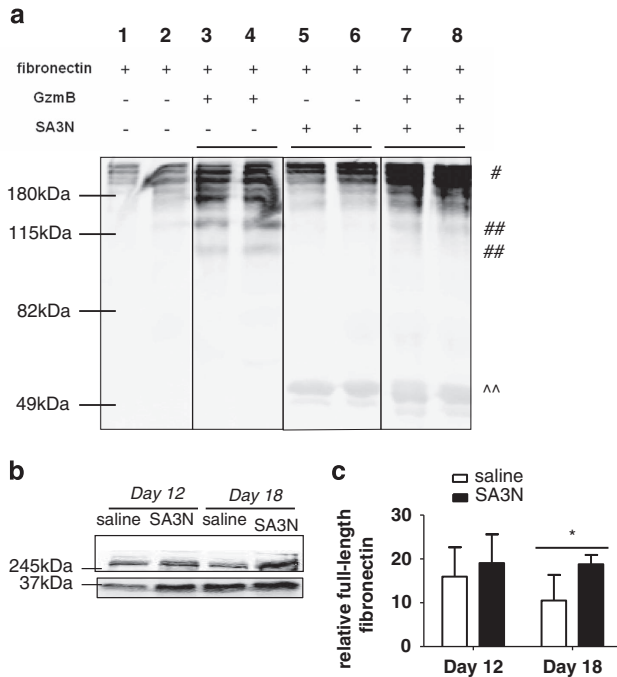 a
1 2 3 4 5 6 7 8
fibronectin + + + + + + + +
GzmB - - + + - - + +
SA3N - - - - + + + +
#
180kDa
115kDa ##
##
82kDa
^^
49kDa
b
Day 12 Day 18
saline SA3N saline SA3N
245kDa
37kDa
c
saline
SA3N
relative full-length fibronectin
30
20
10
0
*
Day 12 Day 18